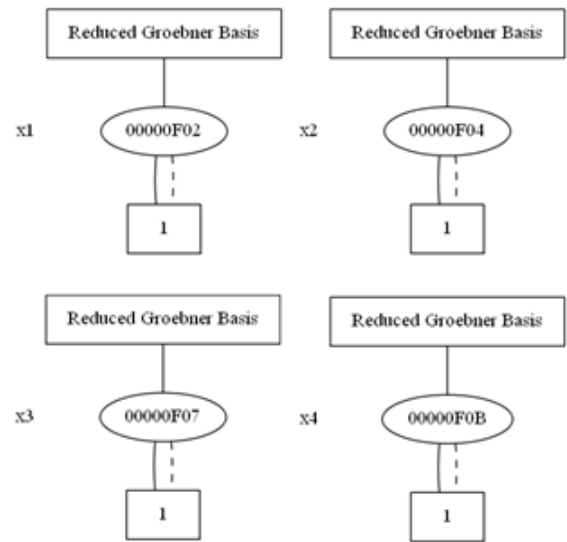 Reduced Groebner Basis
Reduced Groebner Basis
x1
00000F02
x2
00000F04
1
1
Reduced Groebner Basis
Reduced Groebner Basis
x3
00000F07
x4
00000F0B
1
1